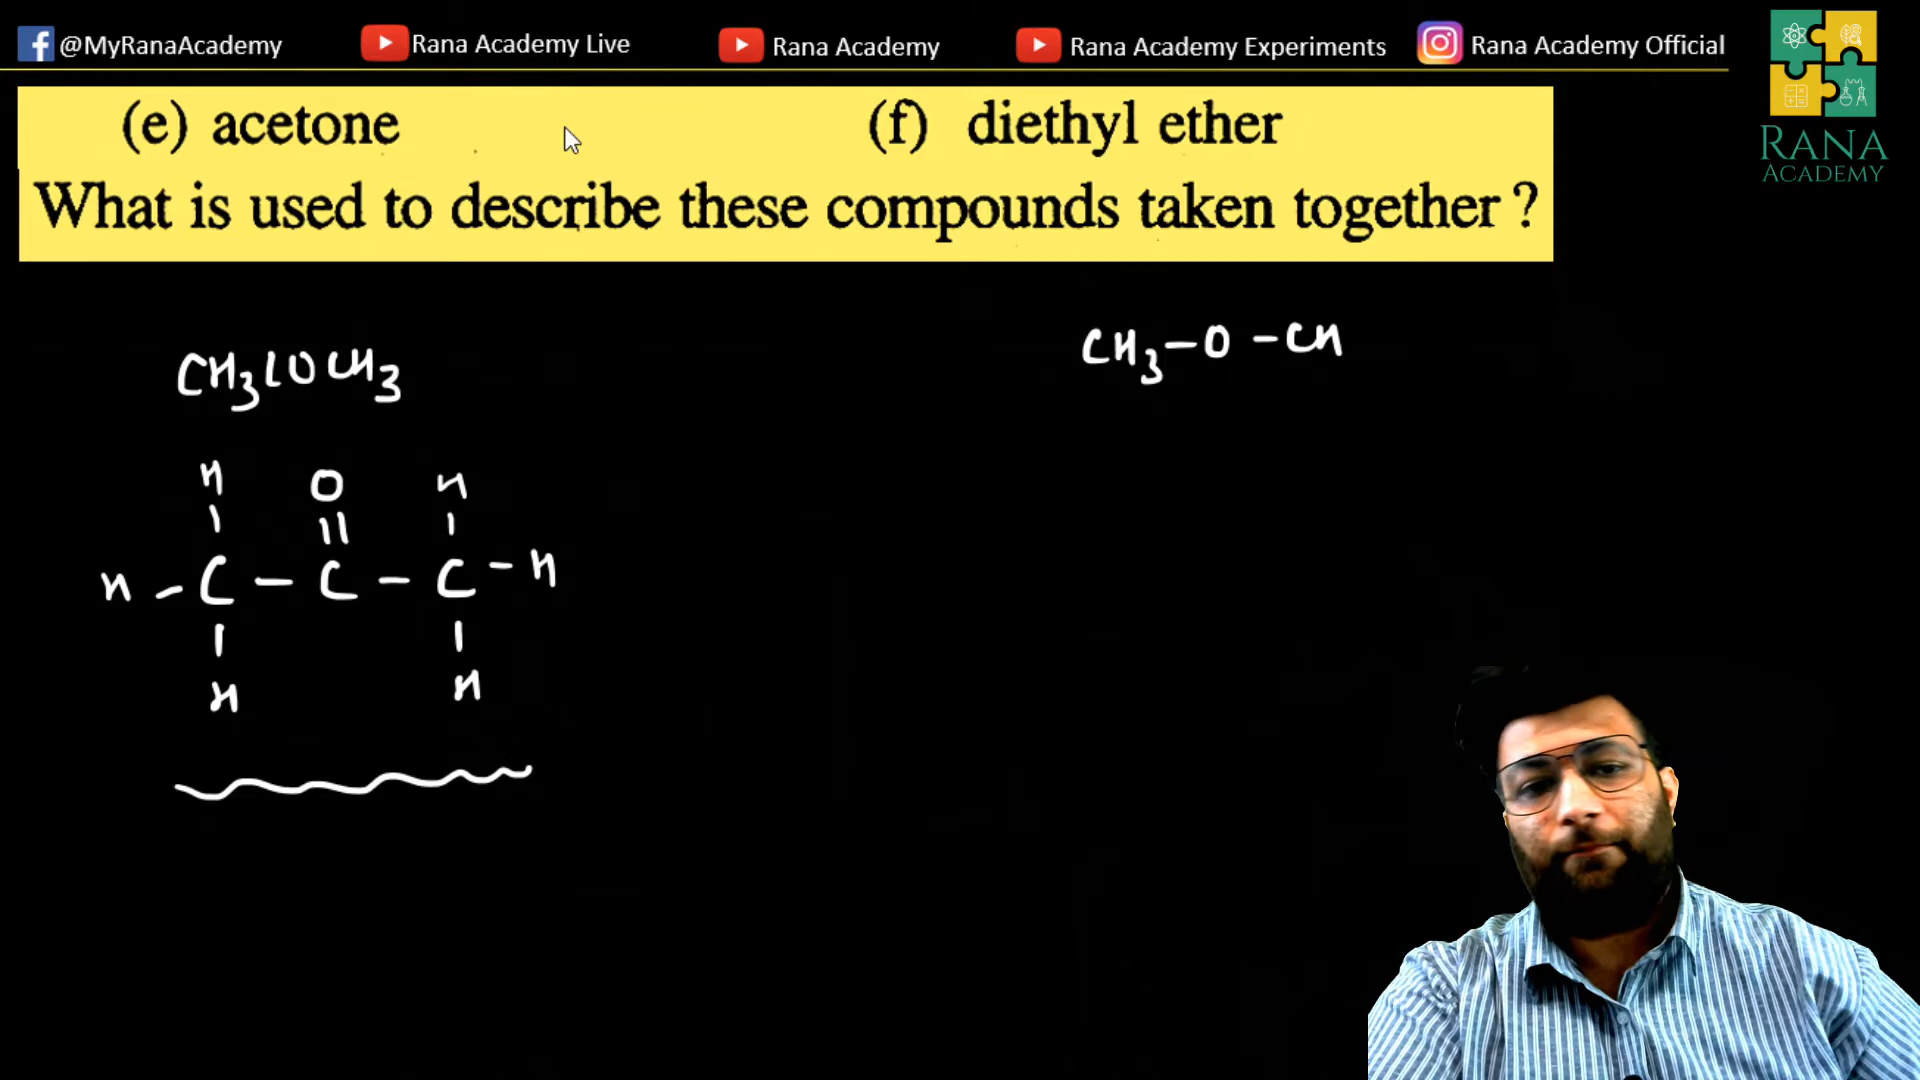 @MyRanaAcademy Rana Academy Live Rana Academy Rana Academy Experiments Rana Academy Official
RANA
ACADEMY
(e) acetone (f) diethyl ether
What is used to describe these compounds taken together ?
CH3COCH3
CH3-O-CH
H O H
H-C-C-C-H
H H